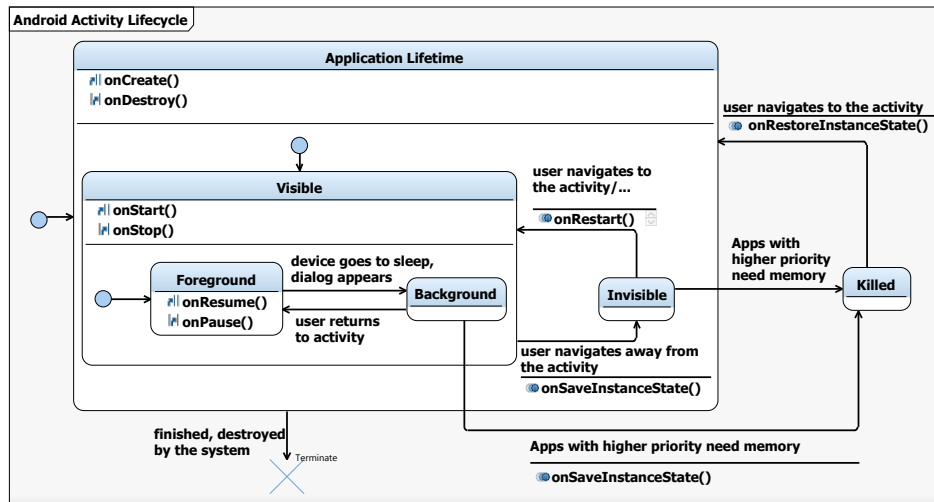 Android Activity Lifecycle
Application Lifetime
onCreate()
onDestroy()
user navigates to the activity
onRestoreInstanceState()
Visible
onStart()
onStop()
user navigates to
the activity/...
onRestart()
Foreground
onResume()
onPause()
device goes to sleep,
dialog appears
Background
user returns
to activity
Invisible
Apps with
higher priority
need memory
Killed
user navigates away from
the activity
onSaveInstanceState()
finished, destroyed
by the system
Terminate
Apps with higher priority need memory
onSaveInstanceState()